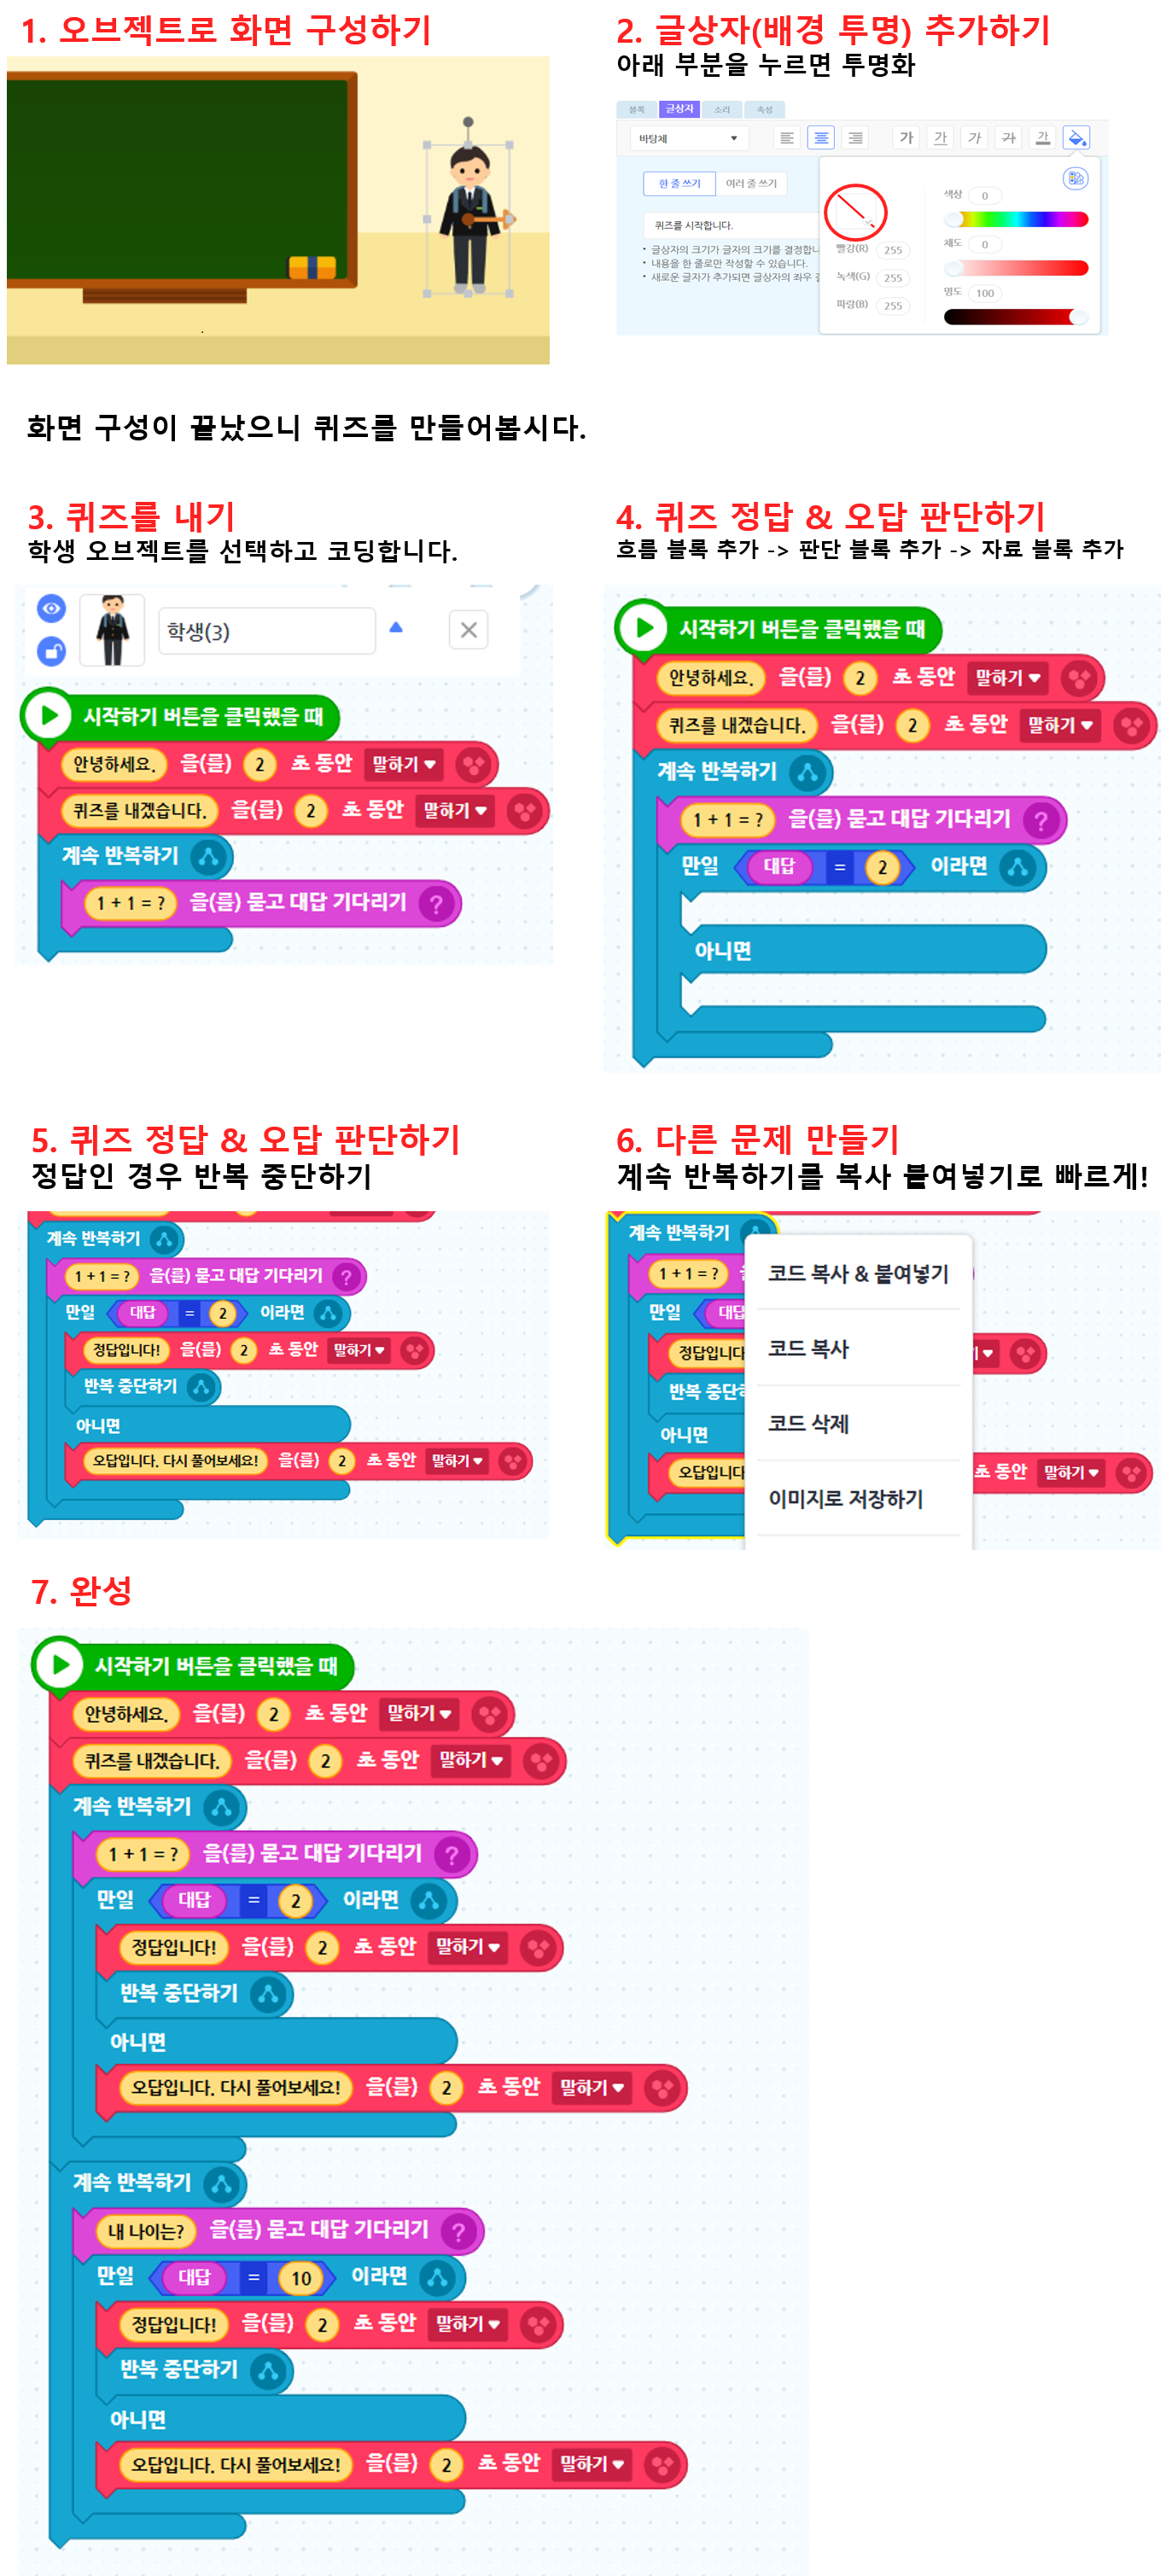 1. 오브젝트로 화면 구성하기
2. 글상자(배경 투명) 추가하기
아래 부분을 누르면 투명화
블록 글상자 소리 속성
바탕체 가 가 가 가 가
한 줄 쓰기 여러 줄 쓰기
퀴즈를 시작합니다.
• 글상자의 크기가 글자의 크기를 결정합니
• 내용을 한 줄로만 작성할 수 있습니다.
• 새로운 글자가 추가되면 글상자의 좌우 길
빨강(R) 255
녹색(G) 255
파랑(B) 255
색상 0
채도 0
명도 100
화면 구성이 끝났으니 퀴즈를 만들어봅시다.
3. 퀴즈를 내기
학생 오브젝트를 선택하고 코딩합니다.
학생(3)
시작하기 버튼을 클릭했을 때
안녕하세요. 을(를) 2 초 동안 말하기
퀴즈를 내겠습니다. 을(를) 2 초 동안 말하기
계속 반복하기
1 + 1 = ? 을(를) 묻고 대답 기다리기 ?
4. 퀴즈 정답 & 오답 판단하기
흐름 블록 추가 -> 판단 블록 추가 -> 자료 블록 추가
시작하기 버튼을 클릭했을 때
안녕하세요. 을(를) 2 초 동안 말하기
퀴즈를 내겠습니다. 을(를) 2 초 동안 말하기
계속 반복하기
1 + 1 = ? 을(를) 묻고 대답 기다리기 ?
만일 대답 = 2 이라면
아니면
5. 퀴즈 정답 & 오답 판단하기
정답인 경우 반복 중단하기
계속 반복하기
1 + 1 = ? 을(를) 묻고 대답 기다리기 ?
만일 대답 = 2 이라면
정답입니다! 을(를) 2 초 동안 말하기
반복 중단하기
아니면
오답입니다. 다시 풀어보세요! 을(를) 2 초 동안 말하기
6. 다른 문제 만들기
계속 반복하기를 복사 붙여넣기로 빠르게!
계속 반복하기
1 + 1 = ?
만일 대답
정답입니다
반복 중단
아니면
오답입니다 초 동안 말하기
코드 복사 & 붙여넣기
코드 복사
코드 삭제
이미지로 저장하기
7. 완성
시작하기 버튼을 클릭했을 때
안녕하세요. 을(를) 2 초 동안 말하기
퀴즈를 내겠습니다. 을(를) 2 초 동안 말하기
계속 반복하기
1 + 1 = ? 을(를) 묻고 대답 기다리기 ?
만일 대답 = 2 이라면
정답입니다! 을(를) 2 초 동안 말하기
반복 중단하기
아니면
오답입니다. 다시 풀어보세요! 을(를) 2 초 동안 말하기
계속 반복하기
내 나이는? 을(를) 묻고 대답 기다리기 ?
만일 대답 = 10 이라면
정답입니다! 을(를) 2 초 동안 말하기
반복 중단하기
아니면
오답입니다. 다시 풀어보세요! 을(를) 2 초 동안 말하기